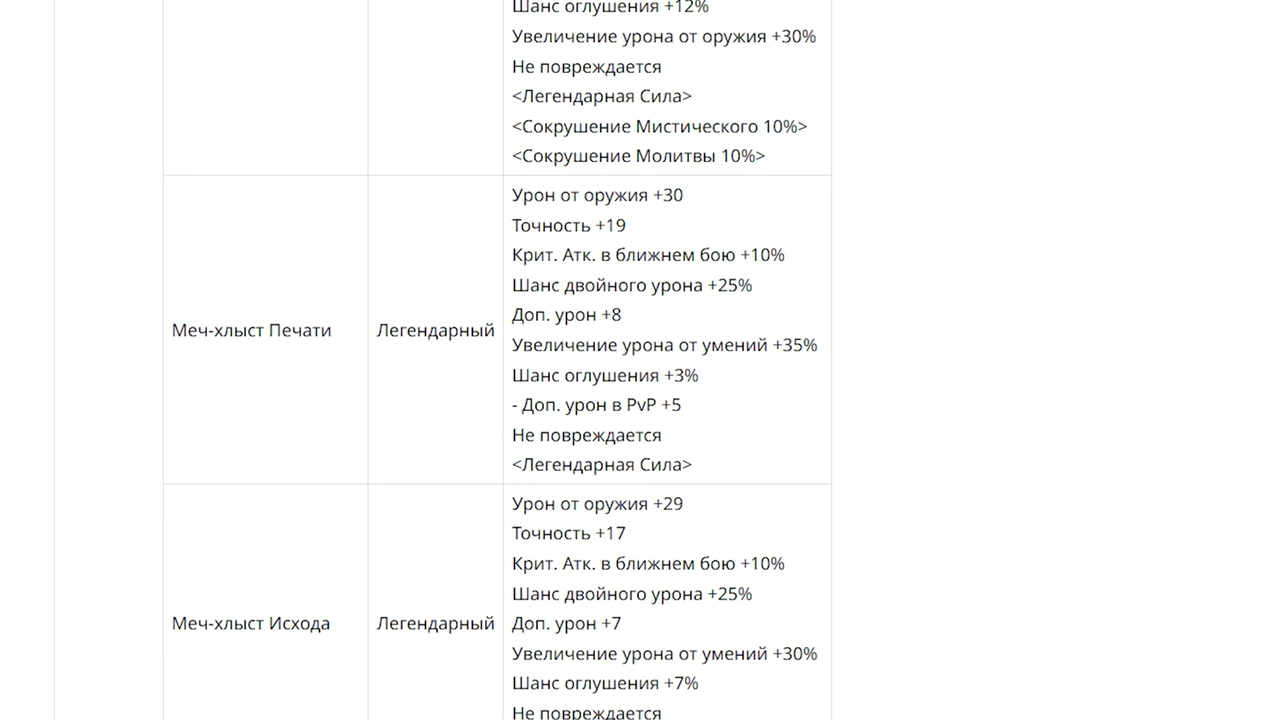 Шанс оглушения +12%
Увеличение урона от оружия +30%
Не повреждается
<Легендарная Сила>
<Сокрушение Мистического 10%>
<Сокрушение Молитвы 10%>
Меч-хлыст Печати
Легендарный
Урон от оружия +30
Точность +19
Крит. Атк. в ближнем бою +10%
Шанс двойного урона +25%
Доп. урон +8
Увеличение урона от умений +35%
Шанс оглушения +3%
- Доп. урон в PvP +5
Не повреждается
<Легендарная Сила>
Меч-хлыст Исхода
Легендарный
Урон от оружия +29
Точность +17
Крит. Атк. в ближнем бою +10%
Шанс двойного урона +25%
Доп. урон +7
Увеличение урона от умений +30%
Шанс оглушения +7%
Не повреждается